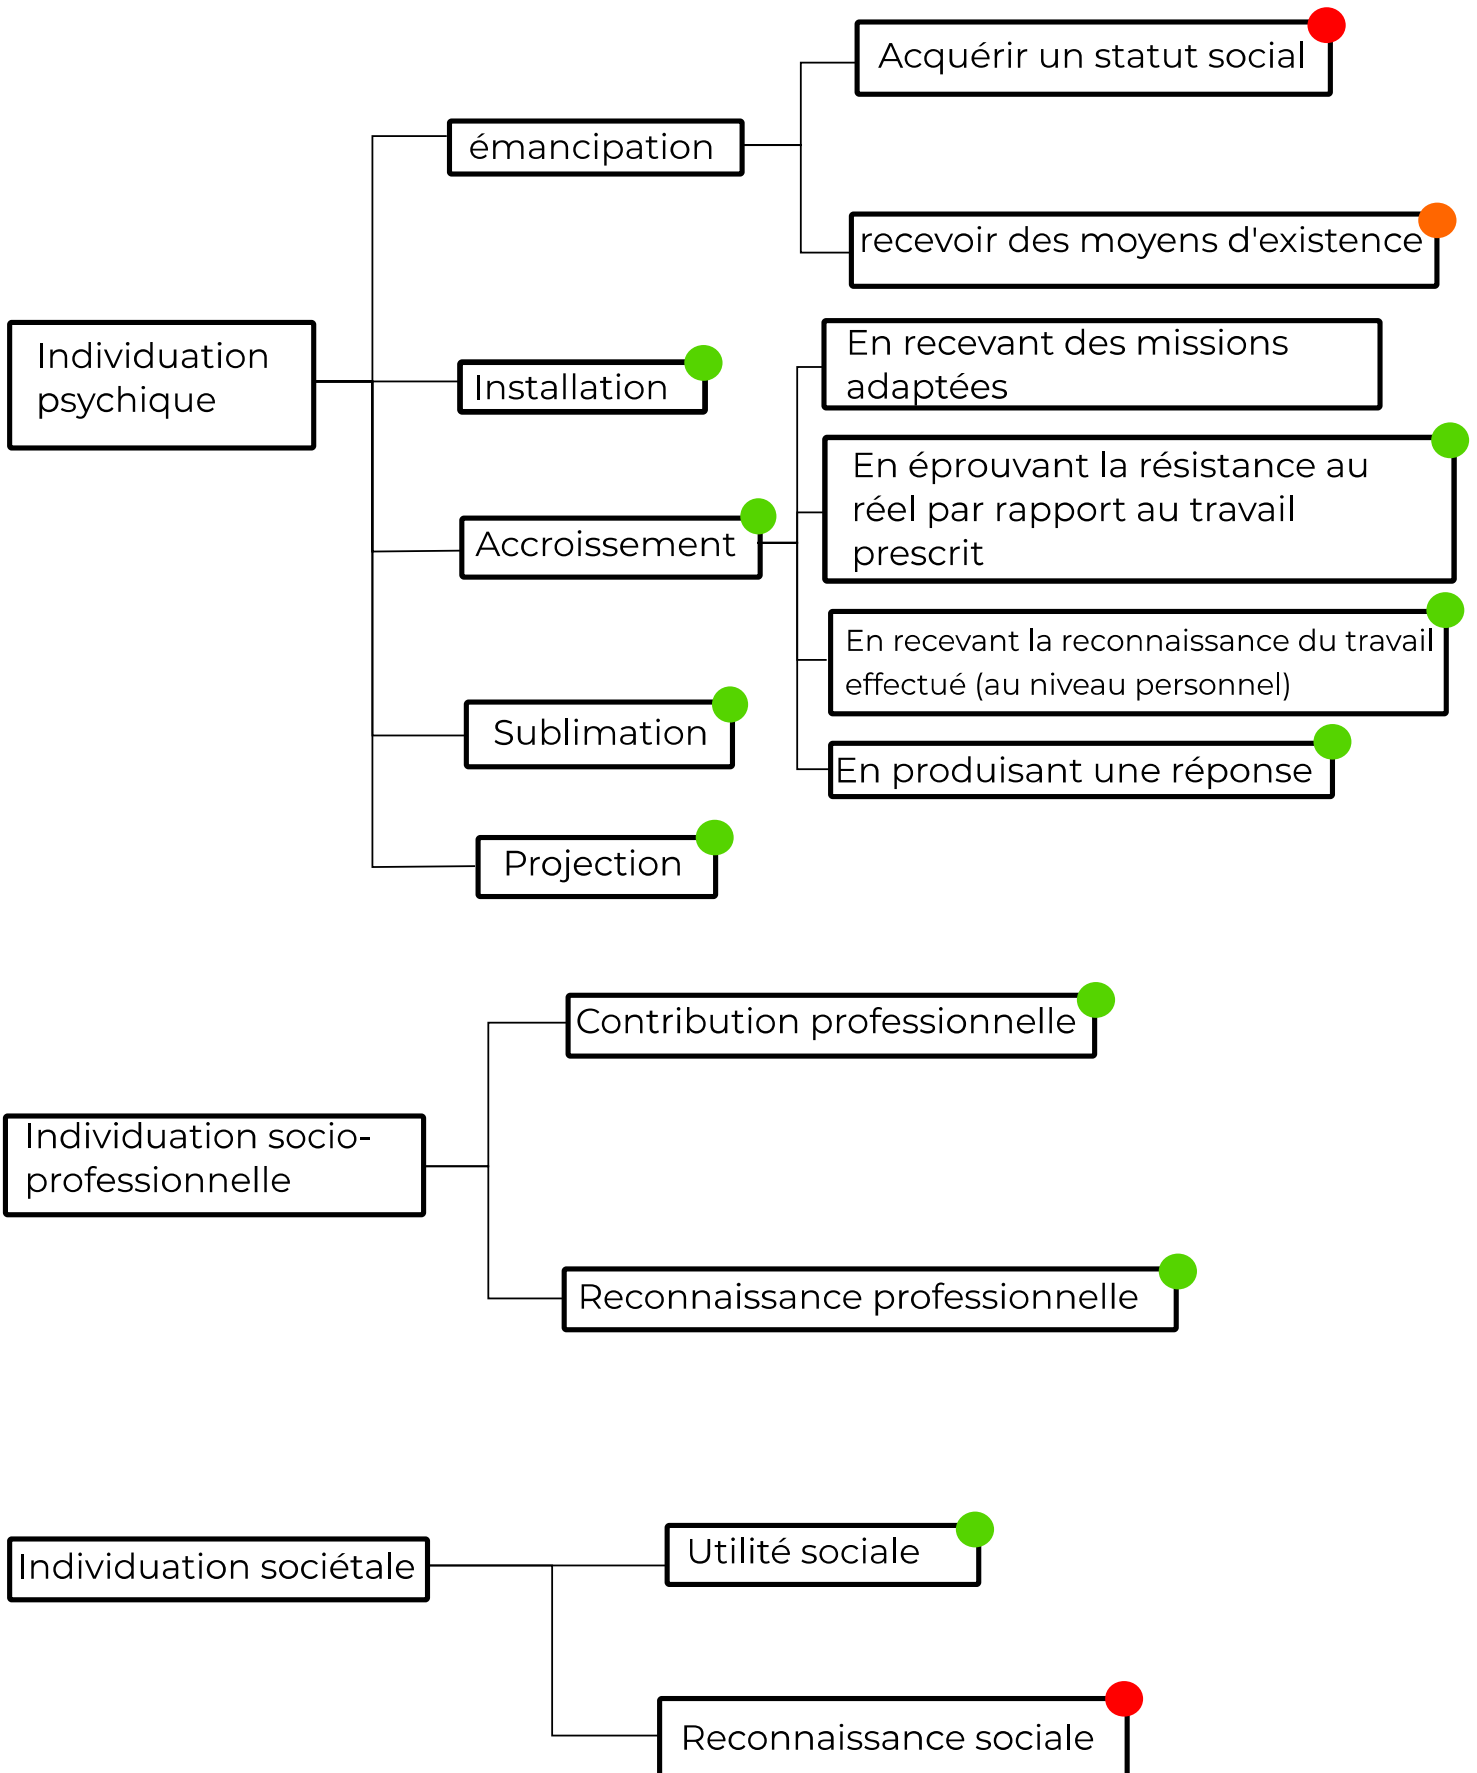 Acquérir un statut social
émancipation
recevoir des moyens d'existence
Individuation
psychique
Installation
En recevant des missions
adaptées
En éprouvant la résistance au
réel par rapport au travail
prescrit
Accroissement
En recevant la reconnaissance du travail
effectué (au niveau personnel)
Sublimation
En produisant une réponse
Projection
Contribution professionnelle
Individuation socio-
professionnelle
Reconnaissance professionnelle
Utilité sociale
Individuation sociétale
Reconnaissance sociale